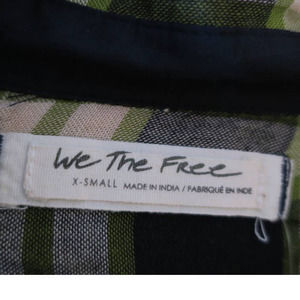 We The Free
X-SMALL MADE IN INDIA / FABRIQUÉ EN INDE